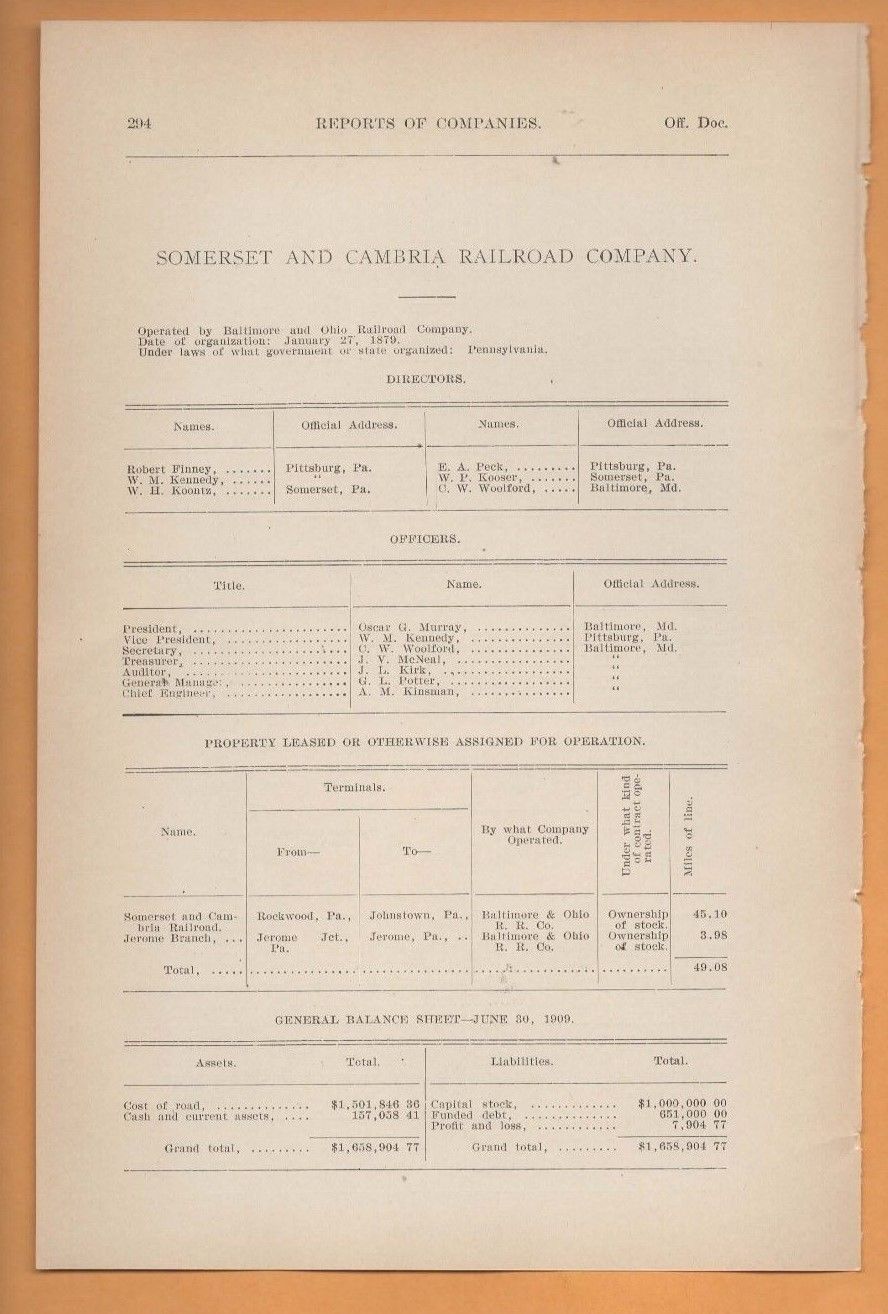 294 REPORTS OF COMPANIES. Off. Doc.
SOMERSET AND CAMBRIA RAILROAD COMPANY.
Operated by Baltimore and Ohio Railroad Company.
Date of organization: January 27, 1879.
Under laws of what government or state organized: Pennsylvania.
DIRECTORS.
Names. Official Address. Names. Official Address.
Robert Finney, ....... Pittsburg, Pa. E. A. Peck, ......... Pittsburg, Pa.
W. M. Kennedy, ...... “ W. P. Kooser, ....... Somerset, Pa.
W. H. Koontz, ....... Somerset, Pa. C. W. Woolford, ..... Baltimore, Md.
OFFICERS.
Title. Name. Official Address.
President, ....................... Oscar G. Murray, .............. Baltimore, Md.
Vice President, .................. W. M. Kennedy, ............... Pittsburg, Pa.
Secretary, ....................... C. W. Woolford, ............... Baltimore, Md.
Treasurer, ....................... J. V. McNeal, ................. “
Auditor, ........................ J. L. Kirk, ................... “
General Manager, ................ G. L. Potter, .................. “
Chief Engineer, .................. A. M. Kinsman, ............... “
PROPERTY LEASED OR OTHERWISE ASSIGNED FOR OPERATION.
Name. Terminals. By what Company Operated. Under what kind of contract ope-
rated. Miles of line.
From— To—
Somerset and Cam- Rockwood, Pa., Johnstown, Pa., Baltimore & Ohio Ownership 45.10
bria Railroad. R. R. Co. of stock.
Jerome Branch, ... Jerome Jct., Jerome, Pa., .. Baltimore & Ohio Ownership 3.98
Pa. R. R. Co. of stock.
Total, ..... ................ ................ .................. .......... 49.08
GENERAL BALANCE SHEET—JUNE 30, 1909.
Assets. Total. Liabilities. Total.
Cost of road, .............. $1,501,846 36 Capital stock, ............. $1,000,000 00
Cash and current assets, .... 157,058 41 Funded debt, .............. 651,000 00
Profit and loss, ............ 7,904 77
Grand total, ......... $1,658,904 77 Grand total, ......... $1,658,904 77